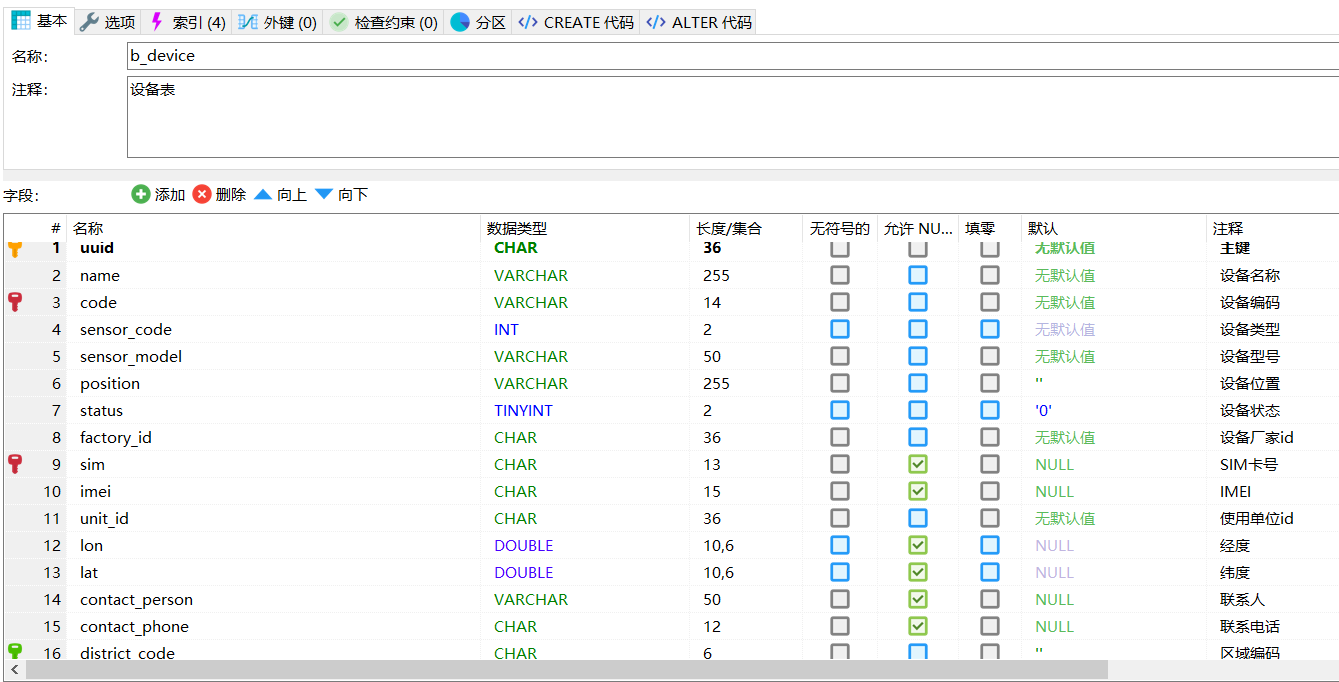 基本 选项 索引 (4) 外键 (0) 检查约束 (0) 分区 CREATE 代码 ALTER 代码
名称: b_device
注释: 设备表
字段: 添加 删除 向上 向下
# 名称 数据类型 长度/集合 无符号的 允许 NU... 填零 默认 注释
1 uuid CHAR 36 无默认值 主键
2 name VARCHAR 255 无默认值 设备名称
3 code VARCHAR 14 无默认值 设备编码
4 sensor_code INT 2 无默认值 设备类型
5 sensor_model VARCHAR 50 无默认值 设备型号
6 position VARCHAR 255 '' 设备位置
7 status TINYINT 2 '0' 设备状态
8 factory_id CHAR 36 无默认值 设备厂家id
9 sim CHAR 13 NULL SIM卡号
10 imei CHAR 15 NULL IMEI
11 unit_id CHAR 36 无默认值 使用单位id
12 lon DOUBLE 10,6 NULL 经度
13 lat DOUBLE 10,6 NULL 纬度
14 contact_person VARCHAR 50 NULL 联系人
15 contact_phone CHAR 12 NULL 联系电话
16 district_code CHAR 6 '' 区域编码